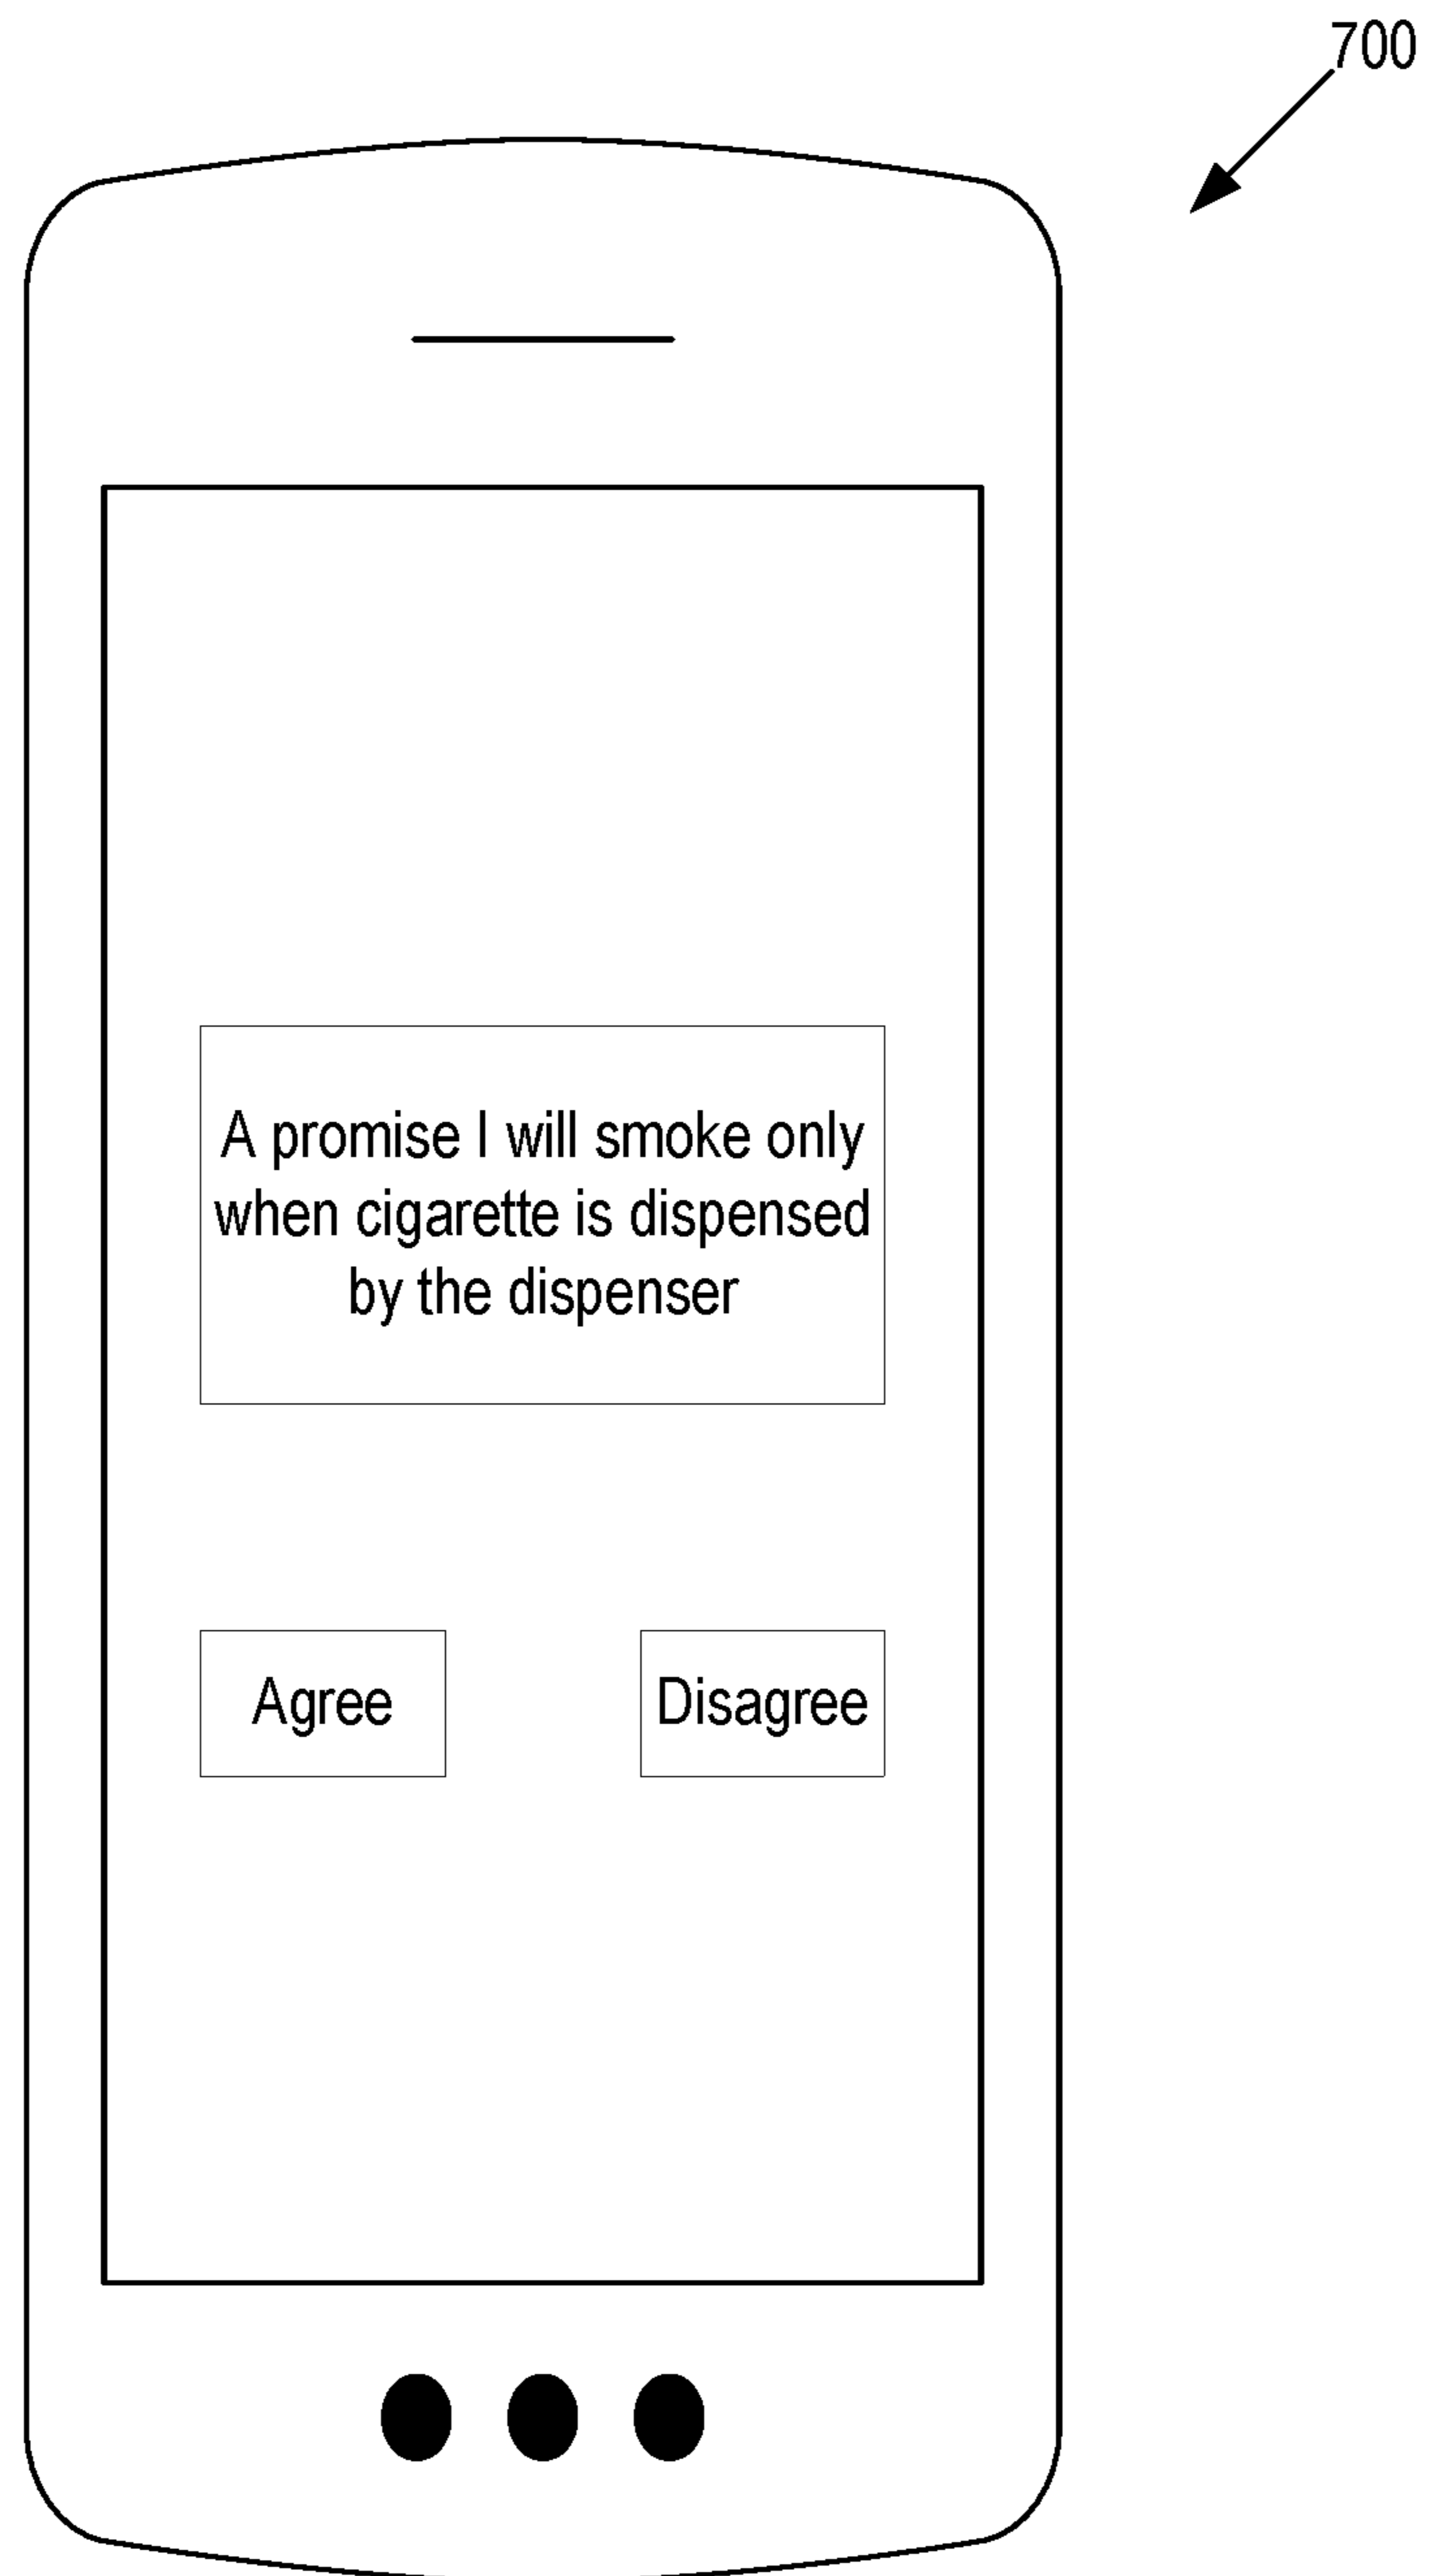 700
A promise I will smoke only
when cigarette is dispensed
by the dispenser
Agree
Disagree